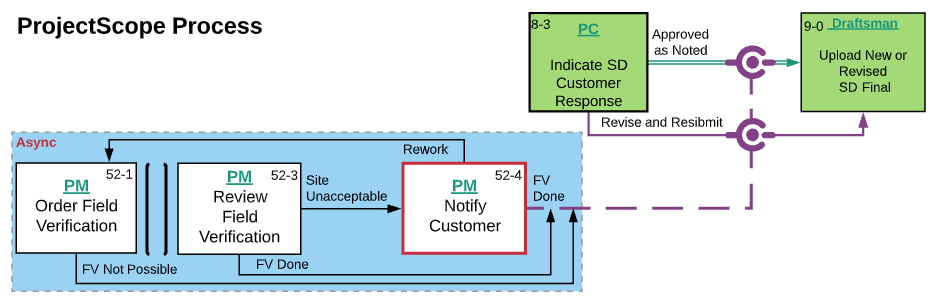 ProjectScope Process
8-3
PC
Indicate SD
Customer
Response
Approved
as Noted
9-0
Draftsman
Upload New or
Revised
SD Final
Revise and Resibmit
Async
Rework
52-1
PM
Order Field
Verification
52-3
PM
Review
Field
Verification
Site
Unacceptable
52-4
PM
Notify
Customer
FV
Done
FV Not Possible
FV Done